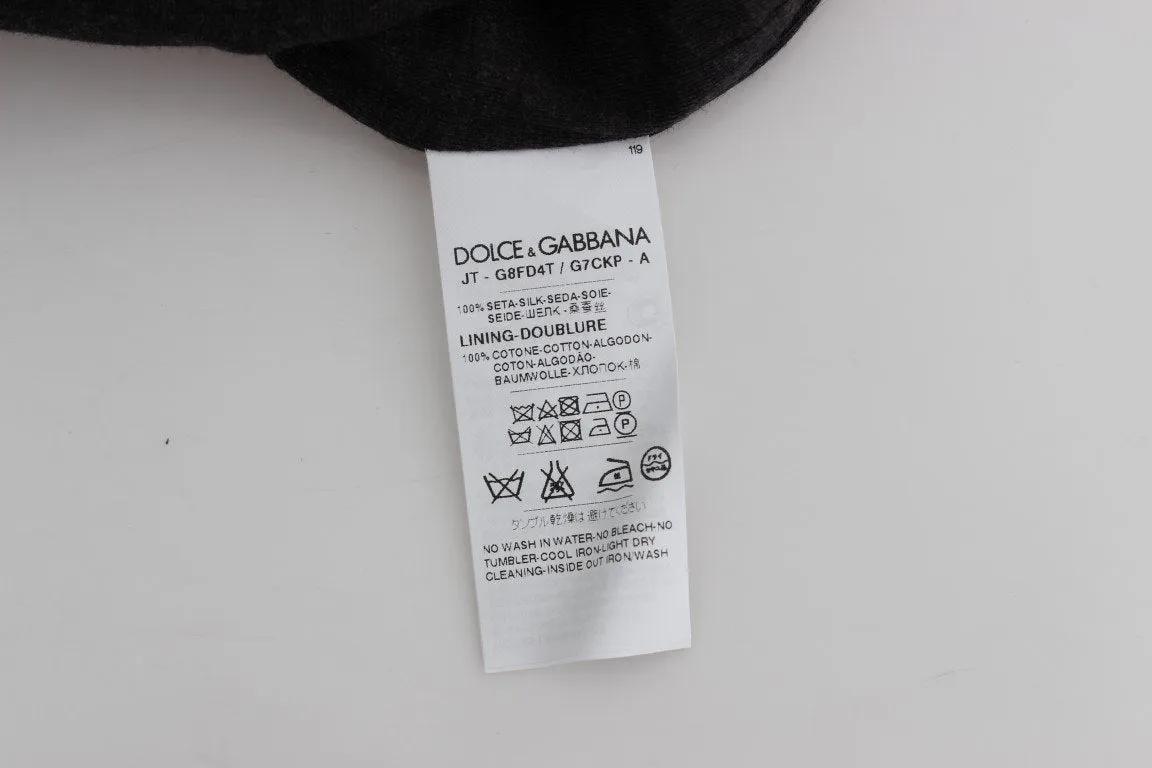 119
DOLCE & GABBANA
JT - G8FD4T / G7CKP - A
100% SETA-SILK-SEDA-SOIE-
SEIDE-ШЕЛК-桑蚕丝
LINING-DOUBLURE
100% COTONE-COTTON-ALGODON-
COTON-ALGODÃO-
BAUMWOLLE-ХЛОПОК-棉
P
P
ドライ
タンブル乾燥は避けてください
NO WASH IN WATER-NO BLEACH-NO
TUMBLER-COOL IRON-LIGHT DRY
CLEANING-INSIDE OUT IRON/WASH